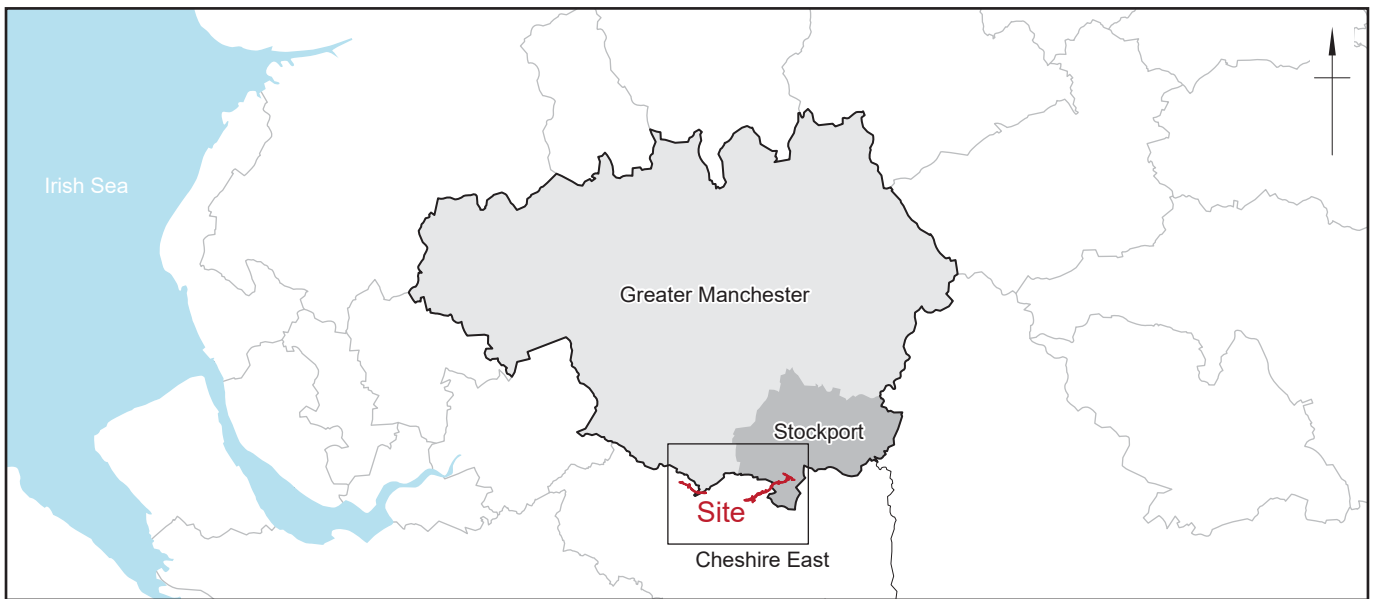 Irish Sea
Greater Manchester
Stockport
Site
Cheshire East